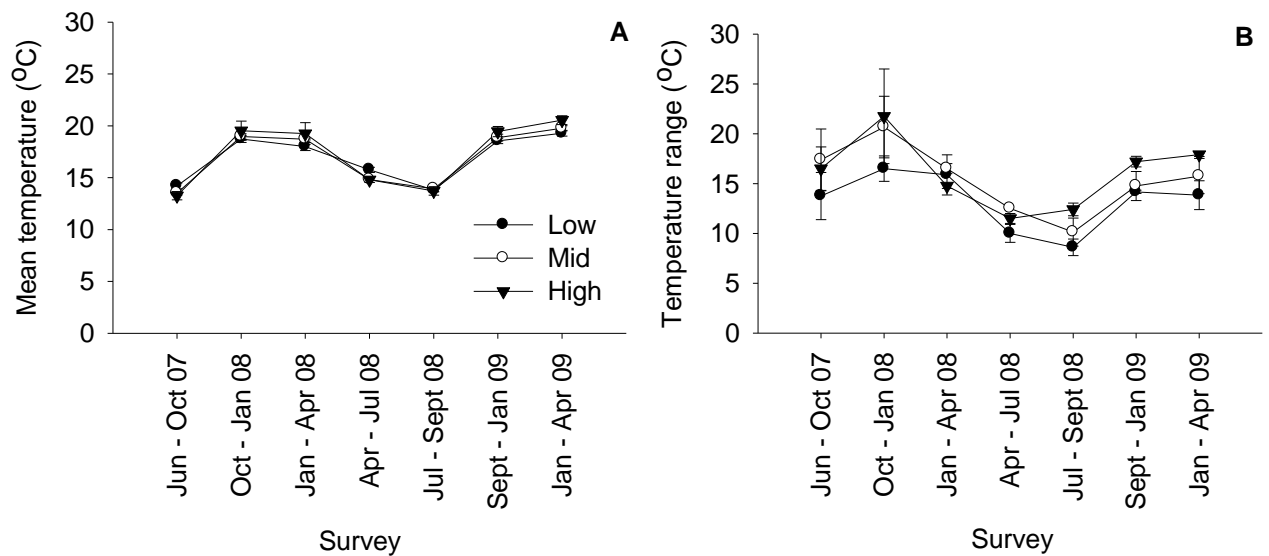 A
Mean temperature (°C)
30
25
20
15
10
5
0
Low
Mid
High
Jun - Oct 07
Oct - Jan 08
Jan - Apr 08
Apr - Jul 08
Jul - Sept 08
Sept - Jan 09
Jan - Apr 09
Survey
B
Temperature range (°C)
30
25
20
15
10
5
0
Jun - Oct 07
Oct - Jan 08
Jan - Apr 08
Apr - Jul 08
Jul - Sept 08
Sept - Jan 09
Jan - Apr 09
Survey